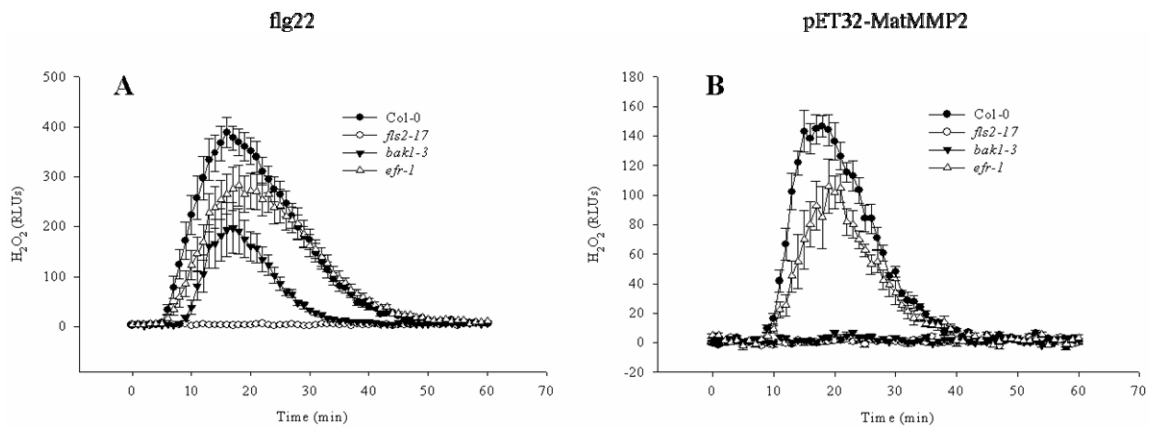 flg22
A
500
400
300
200
100
0
H2O2 (RLUs)
Col-0
fls2-17
bak1-3
efr-1
0 10 20 30 40 50 60 70
Time (min)
pET32-MatMMP2
B
180
160
140
120
100
80
60
40
20
0
-20
H2O2 (RLUs)
Col-0
fls2-17
bak1-3
efr-1
0 10 20 30 40 50 60 70
Time (min)